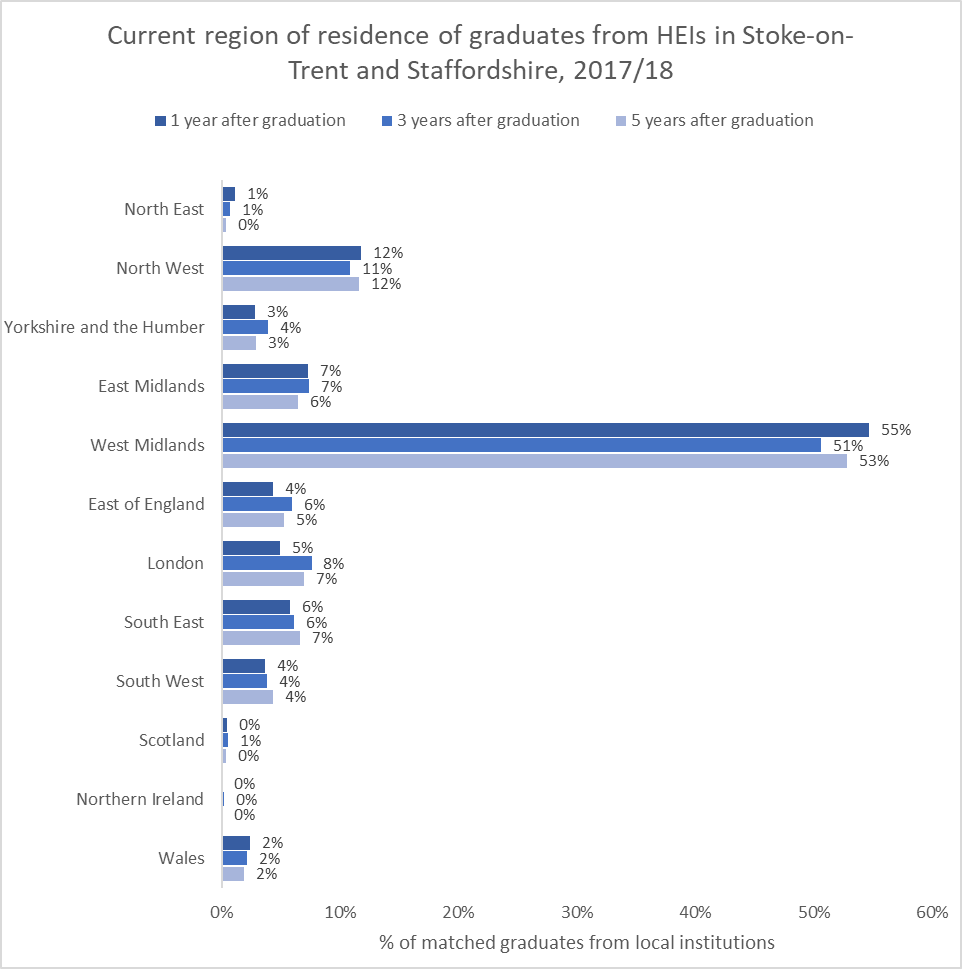 Current region of residence of graduates from HEIs in Stoke-on-
Trent and Staffordshire, 2017/18
1 year after graduation 3 years after graduation 5 years after graduation
North East
1%
1%
0%
North West
12%
11%
12%
Yorkshire and the Humber
3%
4%
3%
East Midlands
7%
7%
6%
West Midlands
55%
51%
53%
East of England
4%
6%
5%
London
5%
8%
7%
South East
6%
6%
7%
South West
4%
4%
4%
Scotland
0%
1%
0%
Northern Ireland
0%
0%
0%
Wales
2%
2%
2%
0% 10% 20% 30% 40% 50% 60%
% of matched graduates from local institutions